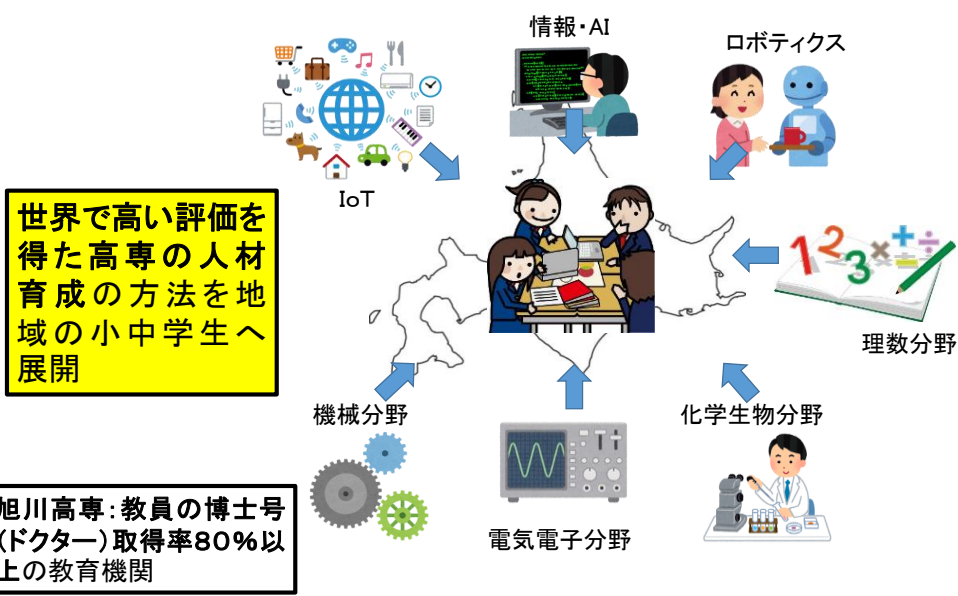 情報・AI
ロボティクス
IoT
世界で高い評価を
得た高専の人材
育成の方法を地
域の小中学生へ
展開
理数分野
機械分野
化学生物分野
電気電子分野
旭川高専：教員の博士号
（ドクター）取得率８０％以
上の教育機関
1 2 3 × + ÷ =